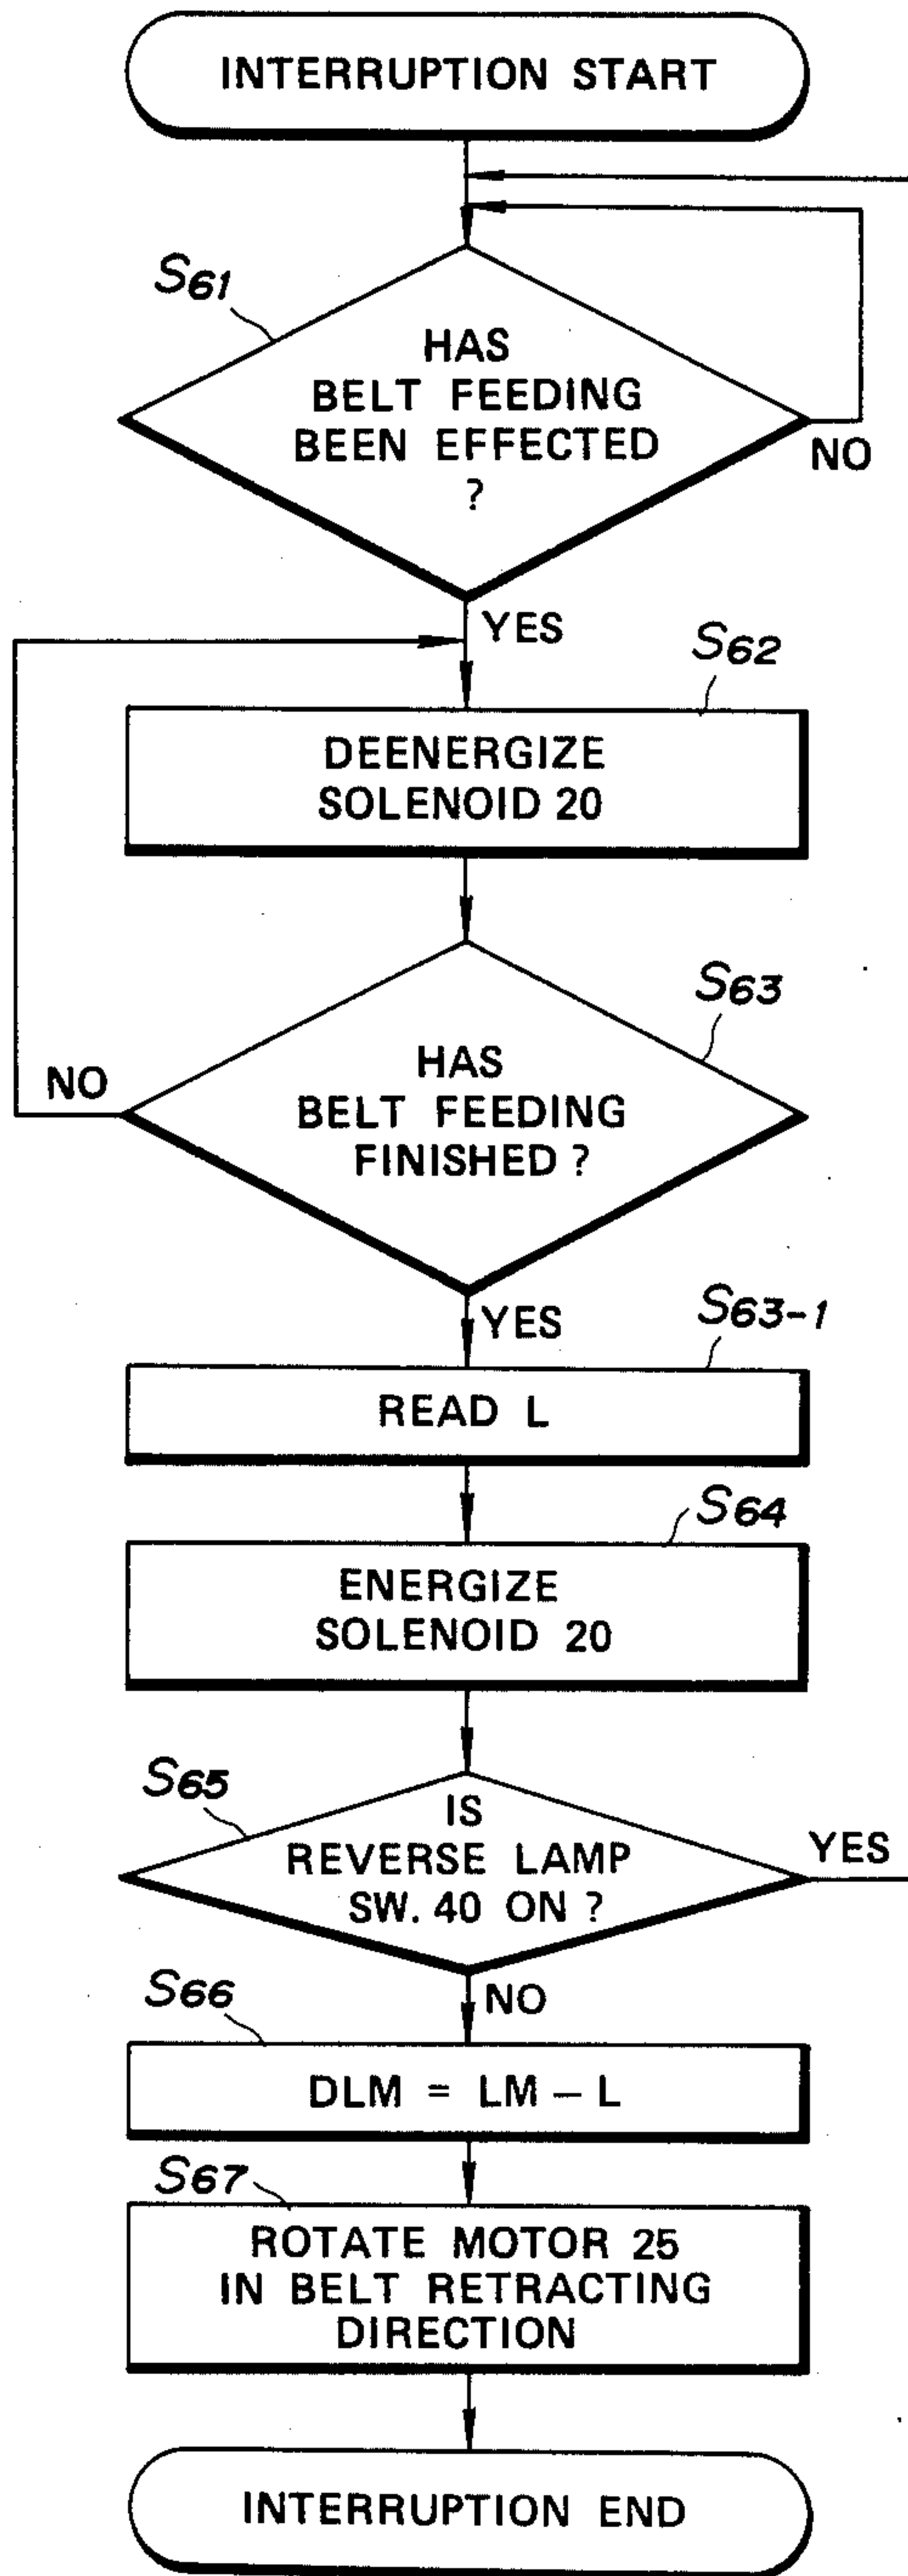 INTERRUPTION START
S61
HAS
BELT FEEDING
BEEN EFFECTED
?
NO
YES
S62
DEENERGIZE
SOLENOID 20
S63
HAS
BELT FEEDING
FINISHED ?
NO
YES
S63-1
READ L
S64
ENERGIZE
SOLENOID 20
S65
IS
REVERSE LAMP
SW. 40 ON ?
YES
NO
S66
DLM = LM – L
S67
ROTATE MOTOR 25
IN BELT RETRACTING
DIRECTION
INTERRUPTION END